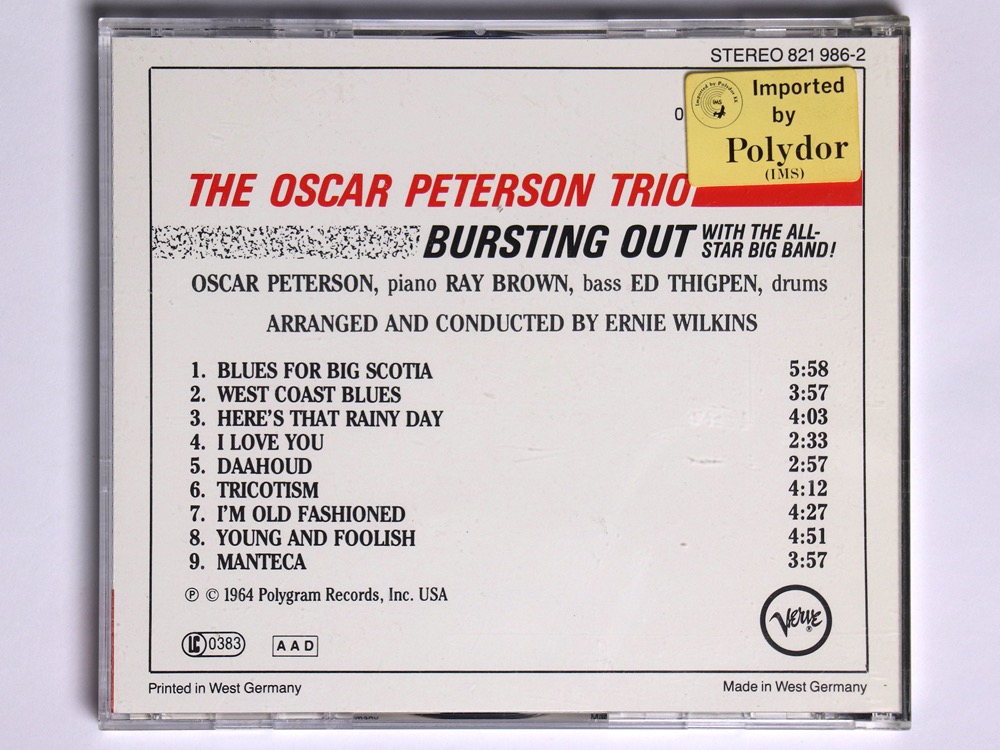 STEREO 821 986-2
Imported by Polydor K.K.
IMS
Imported
by
Polydor
(IMS)
0
THE OSCAR PETERSON TRIO
BURSTING OUT WITH THE ALL-
STAR BIG BAND!
OSCAR PETERSON, piano RAY BROWN, bass ED THIGPEN, drums
ARRANGED AND CONDUCTED BY ERNIE WILKINS
1. BLUES FOR BIG SCOTIA 5:58
2. WEST COAST BLUES 3:57
3. HERE'S THAT RAINY DAY 4:03
4. I LOVE YOU 2:33
5. DAAHOUD 2:57
6. TRICOTISM 4:12
7. I'M OLD FASHIONED 4:27
8. YOUNG AND FOOLISH 4:51
9. MANTECA 3:57
℗ © 1964 Polygram Records, Inc. USA
Verve ®
LC 0383
AAD
Printed in West Germany
Made in West Germany